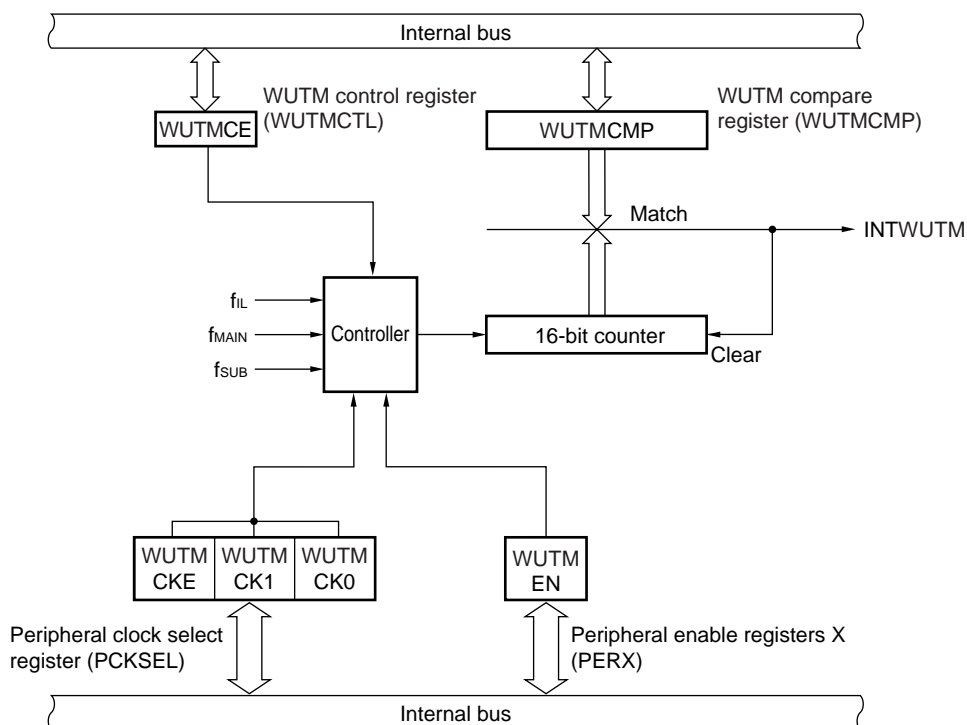 Internal bus
WUTM control register
(WUTMCTL)
WUTM compare
register (WUTMCMP)
WUTMCE
WUTMCMP
Match
INTWUTM
fIL
fMAIN
fSUB
Controller
16-bit counter
Clear
WUTM
CKE
WUTM
CK1
WUTM
CK0
WUTM
EN
Peripheral clock select
register (PCKSEL)
Peripheral enable registers X
(PERX)
Internal bus